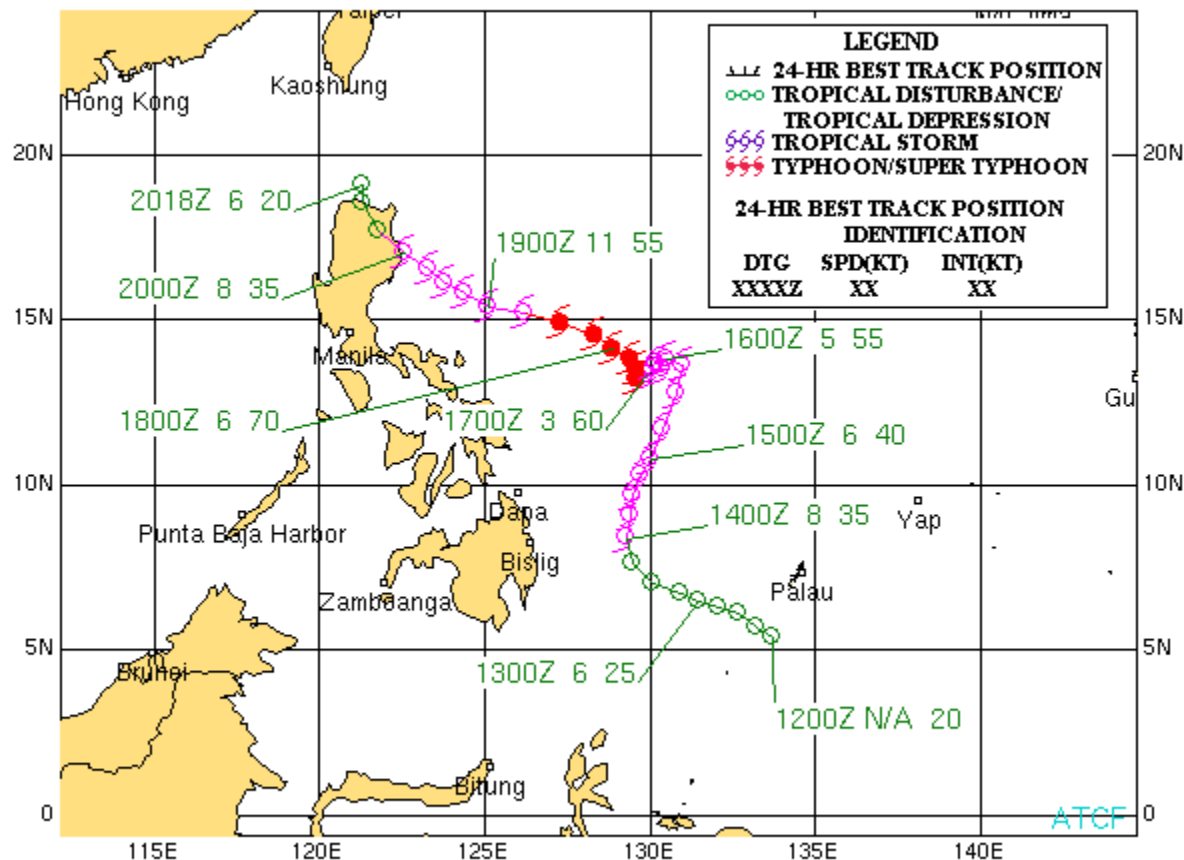 Taipei
LEGEND
24-HR BEST TRACK POSITION
TROPICAL DISTURBANCE/
TROPICAL DEPRESSION
TROPICAL STORM
TYPHOON/SUPER TYPHOON
24-HR BEST TRACK POSITION
IDENTIFICATION
DTG SPD(KT) INT(KT)
XXXXZ XX XX
Kaoshiung
Hong Kong
20N 20N
2018Z 6 20
1900Z 11 55
2000Z 8 35
15N 15N
Manila
1600Z 5 55
Gu
1800Z 6 70
1700Z 3 60
1500Z 6 40
10N 10N
Dapa
1400Z 8 35
Yap
Punta Baja Harbor
Bislig
Zamboanga
Palau
5N 5N
Brunei
1300Z 6 25
1200Z N/A 20
Bitung
0 0
ATCF
115E 120E 125E 130E 135E 140E